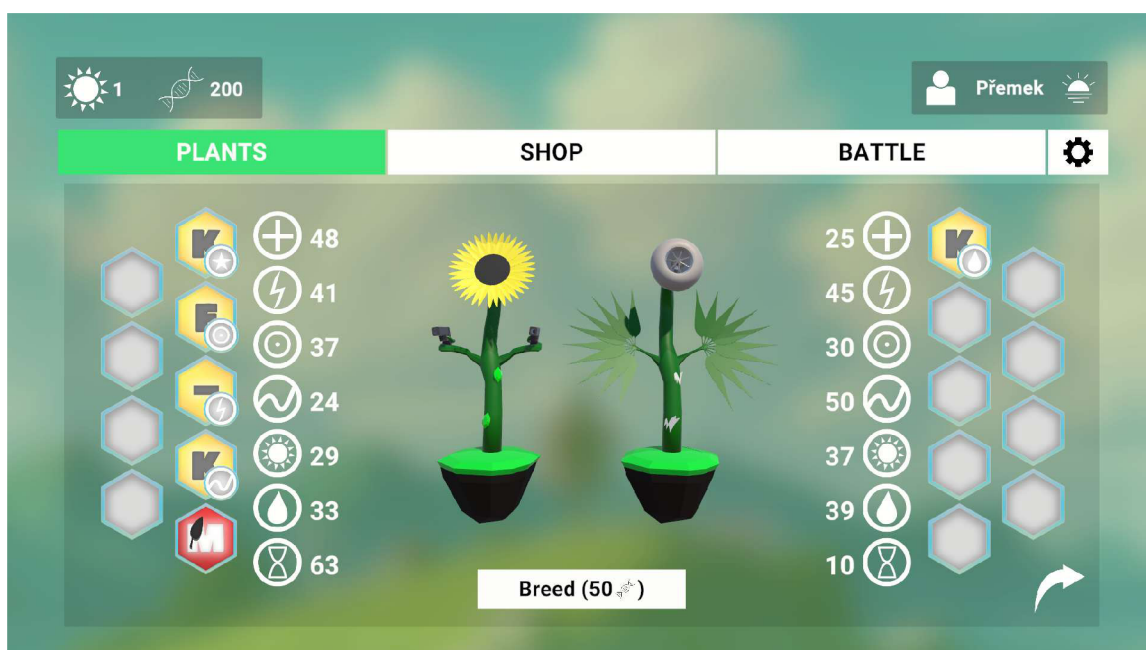 1 200
Přemek
PLANTS SHOP BATTLE
K 48 25 K
41 45
F 37 30
24 50
K 29 37
33 39
M 63 10
Breed (50 )